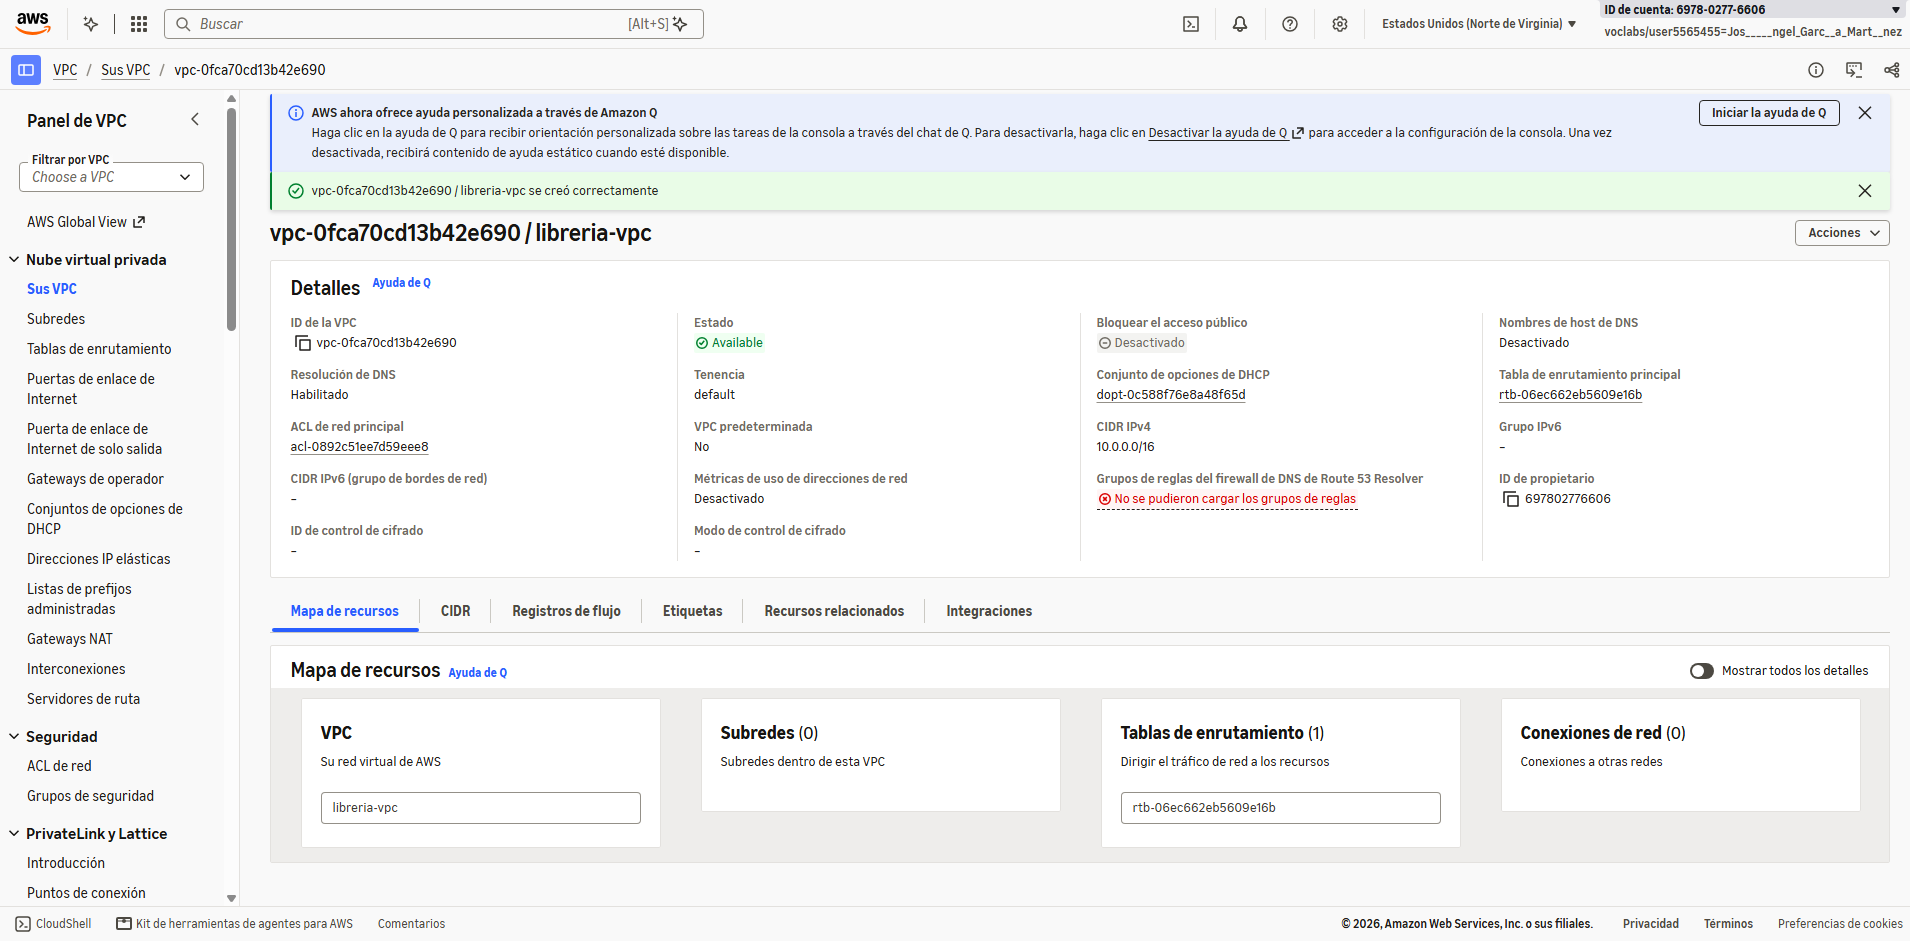 aws
Buscar
[Alt+S]
Estados Unidos (Norte de Virginia)
ID de cuenta: 6978-0277-6606
voclabs/user5565455=Jos_____ngel_Garc__a_Mart__nez
VPC / Sus VPC / vpc-0fca70cd13b42e690
Panel de VPC
Filtrar por VPC
Choose a VPC
AWS Global View
Nube virtual privada
Sus VPC
Subredes
Tablas de enrutamiento
Puertas de enlace de
Internet
Puerta de enlace de
Internet de solo salida
Gateways de operador
Conjuntos de opciones de
DHCP
Direcciones IP elásticas
Listas de prefijos
administradas
Gateways NAT
Interconexiones
Servidores de ruta
Seguridad
ACL de red
Grupos de seguridad
PrivateLink y Lattice
Introducción
Puntos de conexión
AWS ahora ofrece ayuda personalizada a través de Amazon Q
Haga clic en la ayuda de Q para recibir orientación personalizada sobre las tareas de la consola a través del chat de Q. Para desactivarla, haga clic en Desactivar la ayuda de Q para acceder a la configuración de la consola. Una vez
desactivada, recibirá contenido de ayuda estático cuando esté disponible.
Iniciar la ayuda de Q
vpc-0fca70cd13b42e690 / libreria-vpc se creó correctamente
vpc-0fca70cd13b42e690 / libreria-vpc
Acciones
Detalles
Ayuda de Q
ID de la VPC
vpc-0fca70cd13b42e690
Estado
Available
Bloquear el acceso público
Desactivado
Nombres de host de DNS
Desactivado
Resolución de DNS
Habilitado
Tenencia
default
Conjunto de opciones de DHCP
dopt-0c588f76e8a48f65d
Tabla de enrutamiento principal
rtb-06ec662eb5609e16b
ACL de red principal
acl-0892c51ee7d59eee8
VPC predeterminada
No
CIDR IPv4
10.0.0.0/16
Grupo IPv6
–
CIDR IPv6 (grupo de bordes de red)
–
Métricas de uso de direcciones de red
Desactivado
Grupos de reglas del firewall de DNS de Route 53 Resolver
No se pudieron cargar los grupos de reglas
ID de propietario
697802776606
ID de control de cifrado
–
Modo de control de cifrado
–
Mapa de recursos
CIDR
Registros de flujo
Etiquetas
Recursos relacionados
Integraciones
Mapa de recursos
Ayuda de Q
Mostrar todos los detalles
VPC
Su red virtual de AWS
libreria-vpc
Subredes (0)
Subredes dentro de esta VPC
Tablas de enrutamiento (1)
Dirigir el tráfico de red a los recursos
rtb-06ec662eb5609e16b
Conexiones de red (0)
Conexiones a otras redes
CloudShell
Kit de herramientas de agentes para AWS
Comentarios
© 2026, Amazon Web Services, Inc. o sus filiales.
Privacidad
Términos
Preferencias de cookies